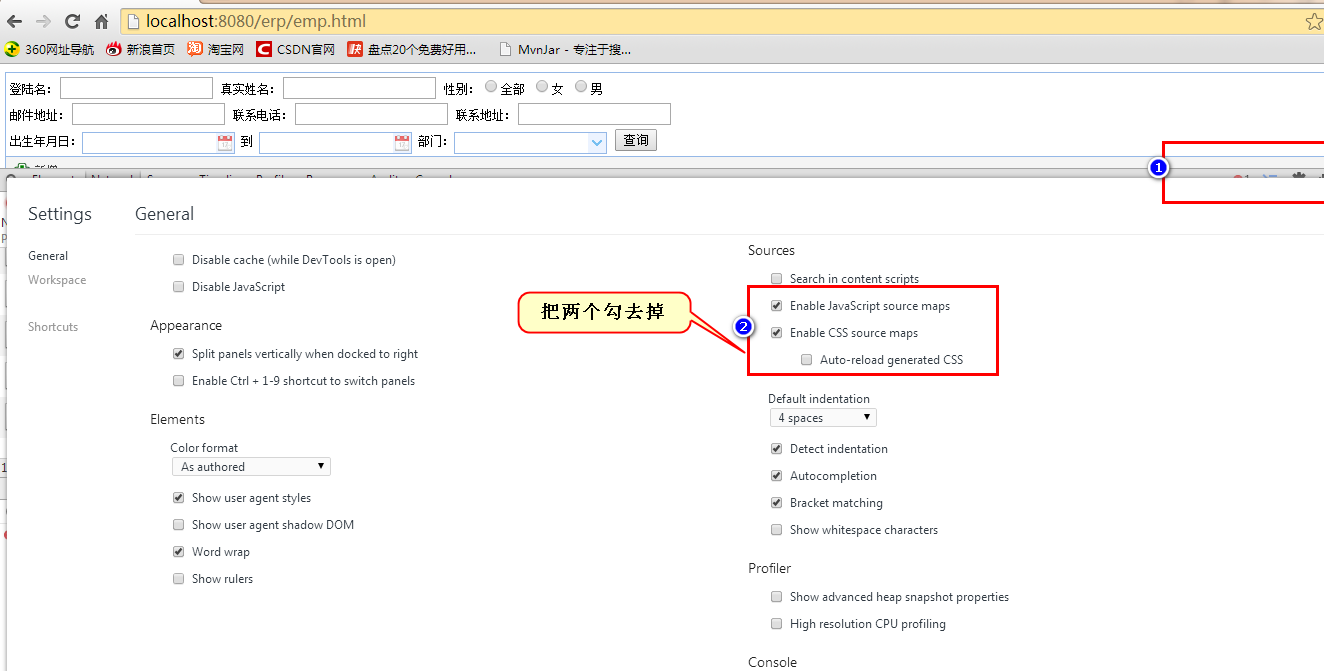 localhost:8080/erp/emp.html
360网址导航 新浪首页 淘宝网 CSDN官网 盘点20个免费好用... MvnJar - 专注于搜...
登陆名： 真实姓名： 性别： 全部 女 男
邮件地址： 联系电话： 联系地址：
出生年月日： 到 部门： 查询
1
Settings
General
Workspace
Shortcuts
General
Disable cache (while DevTools is open)
Disable JavaScript
Appearance
Split panels vertically when docked to right
Enable Ctrl + 1-9 shortcut to switch panels
Elements
Color format
As authored
Show user agent styles
Show user agent shadow DOM
Word wrap
Show rulers
Sources
Search in content scripts
Enable JavaScript source maps
Enable CSS source maps
Auto-reload generated CSS
把两个勾去掉
2
Default indentation
4 spaces
Detect indentation
Autocompletion
Bracket matching
Show whitespace characters
Profiler
Show advanced heap snapshot properties
High resolution CPU profiling
Console